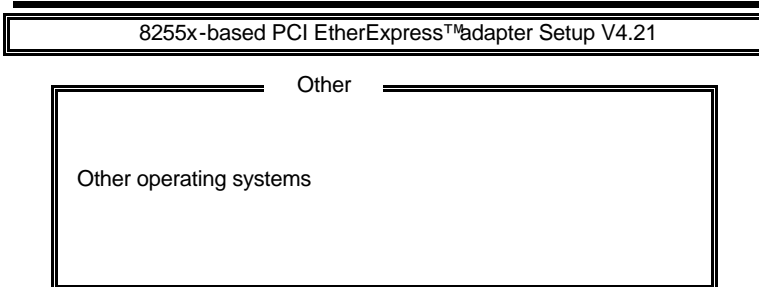 8255x-based PCI EtherExpress™adapter Setup V4.21
Other
Other operating systems